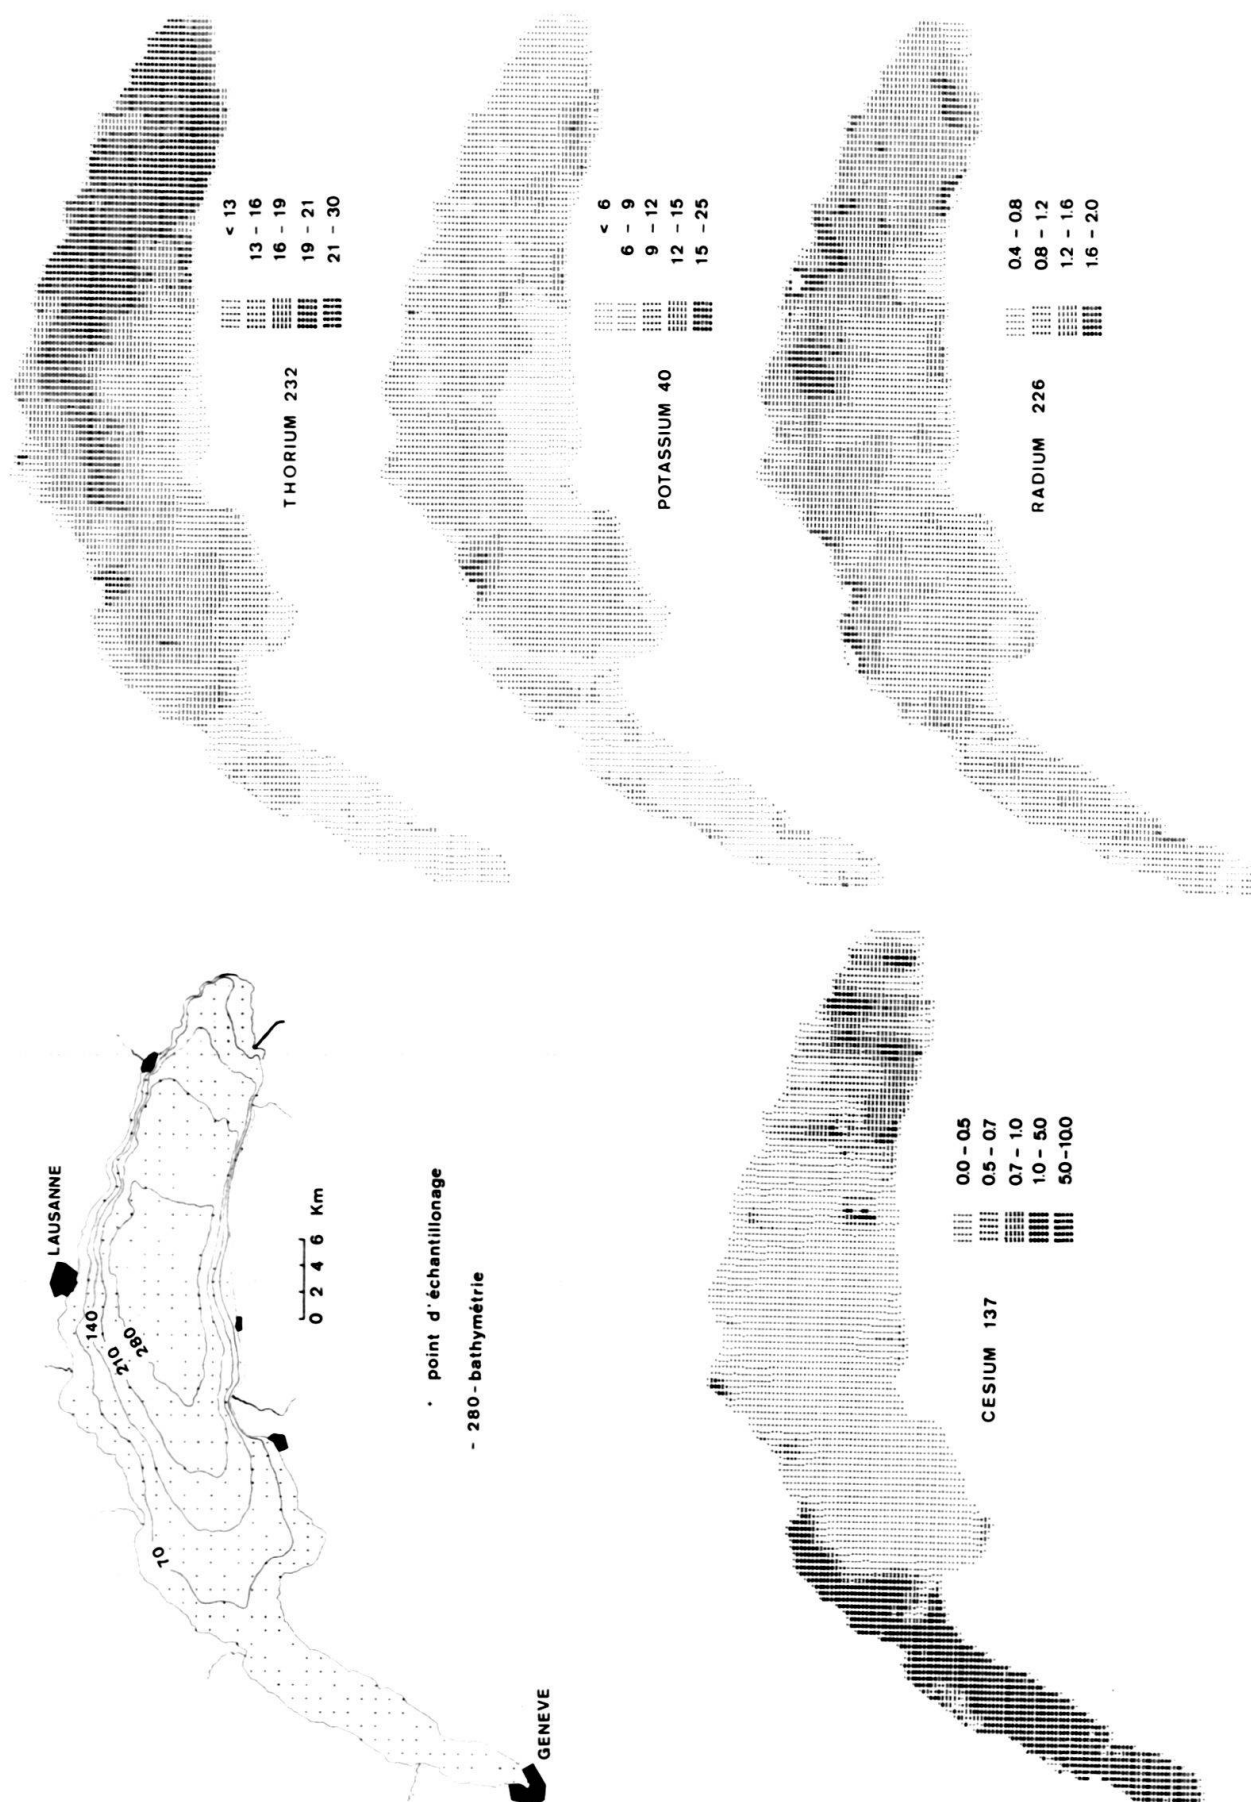 < 13
13 – 16
16 – 19
19 – 21
21 – 30
THORIUM 232
< 6
6 – 9
9 – 12
12 – 15
15 – 25
POTASSIUM 40
0.4 – 0.8
0.8 – 1.2
1.2 – 1.6
1.6 – 2.0
RADIUM 226
LAUSANNE
140
210
280
70
0 2 4 6 Km
GENEVE
• point d'échantillonage
- 280 - bathymétrie
0.0 – 0.5
0.5 – 0.7
0.7 – 1.0
1.0 – 5.0
5.0 – 10.0
CESIUM 137